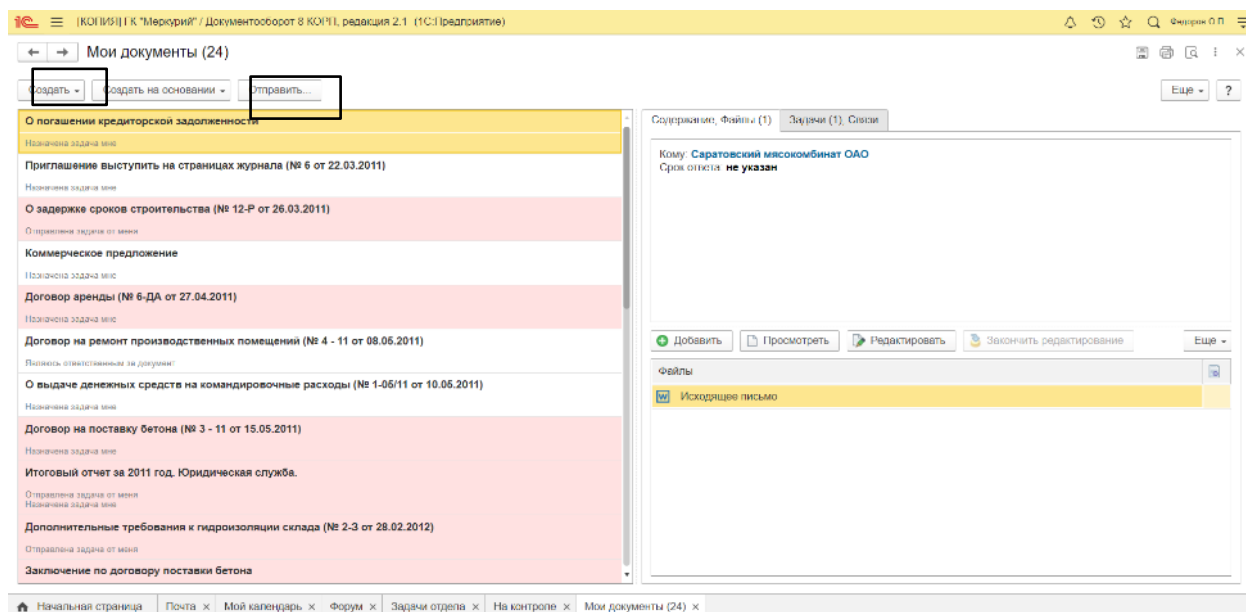 1С [КОПИЯ] ГК "Меркурий" / Документооборот 8 КОРП, редакция 2.1 (1С:Предприятие) Федоров О.П.
Мои документы (24)
Создать Создать на основании Отправить... Еще ?
О погашении кредиторской задолженности
Назначена задача мне
Приглашение выступить на страницах журнала (№ 6 от 22.03.2011)
Назначена задача мне
О задержке сроков строительства (№ 12-Р от 26.03.2011)
Отправлена задача от меня
Коммерческое предложение
Назначена задача мне
Договор аренды (№ 6-ДА от 27.04.2011)
Назначена задача мне
Договор на ремонт производственных помещений (№ 4 - 11 от 08.05.2011)
Являюсь ответственным за документ
О выдаче денежных средств на командировочные расходы (№ 1-05/11 от 10.05.2011)
Назначена задача мне
Договор на поставку бетона (№ 3 - 11 от 15.05.2011)
Назначена задача мне
Итоговый отчет за 2011 год. Юридическая служба.
Отправлена задача от меня
Назначена задача мне
Дополнительные требования к гидроизоляции склада (№ 2-З от 28.02.2012)
Отправлена задача от меня
Заключение по договору поставки бетона
Содержание, Файлы (1) Задачи (1), Связи
Кому: Саратовский мясокомбинат ОАО
Срок ответа: не указан
Добавить Просмотреть Редактировать Закончить редактирование Еще
Файлы
Исходящее письмо
Начальная страница Почта × Мой календарь × Форум × Задачи отдела × На контроле × Мои документы (24) ×